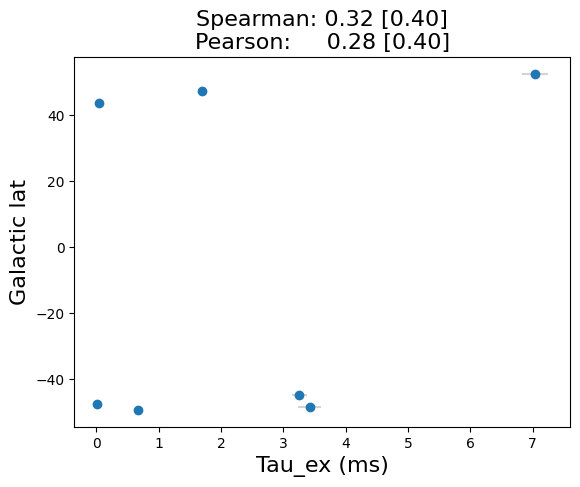 Spearman: 0.32 [0.40]
Pearson: 0.28 [0.40]
Galactic lat
40
20
0
−20
−40
0 1 2 3 4 5 6 7
Tau_ex (ms)